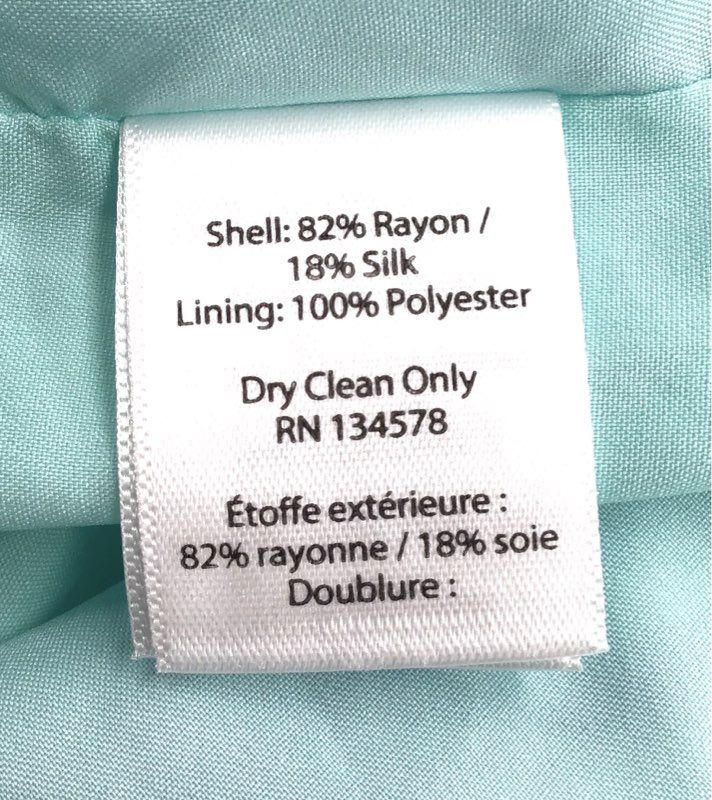 Shell: 82% Rayon /
18% Silk
Lining: 100% Polyester
Dry Clean Only
RN 134578
Étoffe extérieure :
82% rayonne / 18% soie
Doublure :